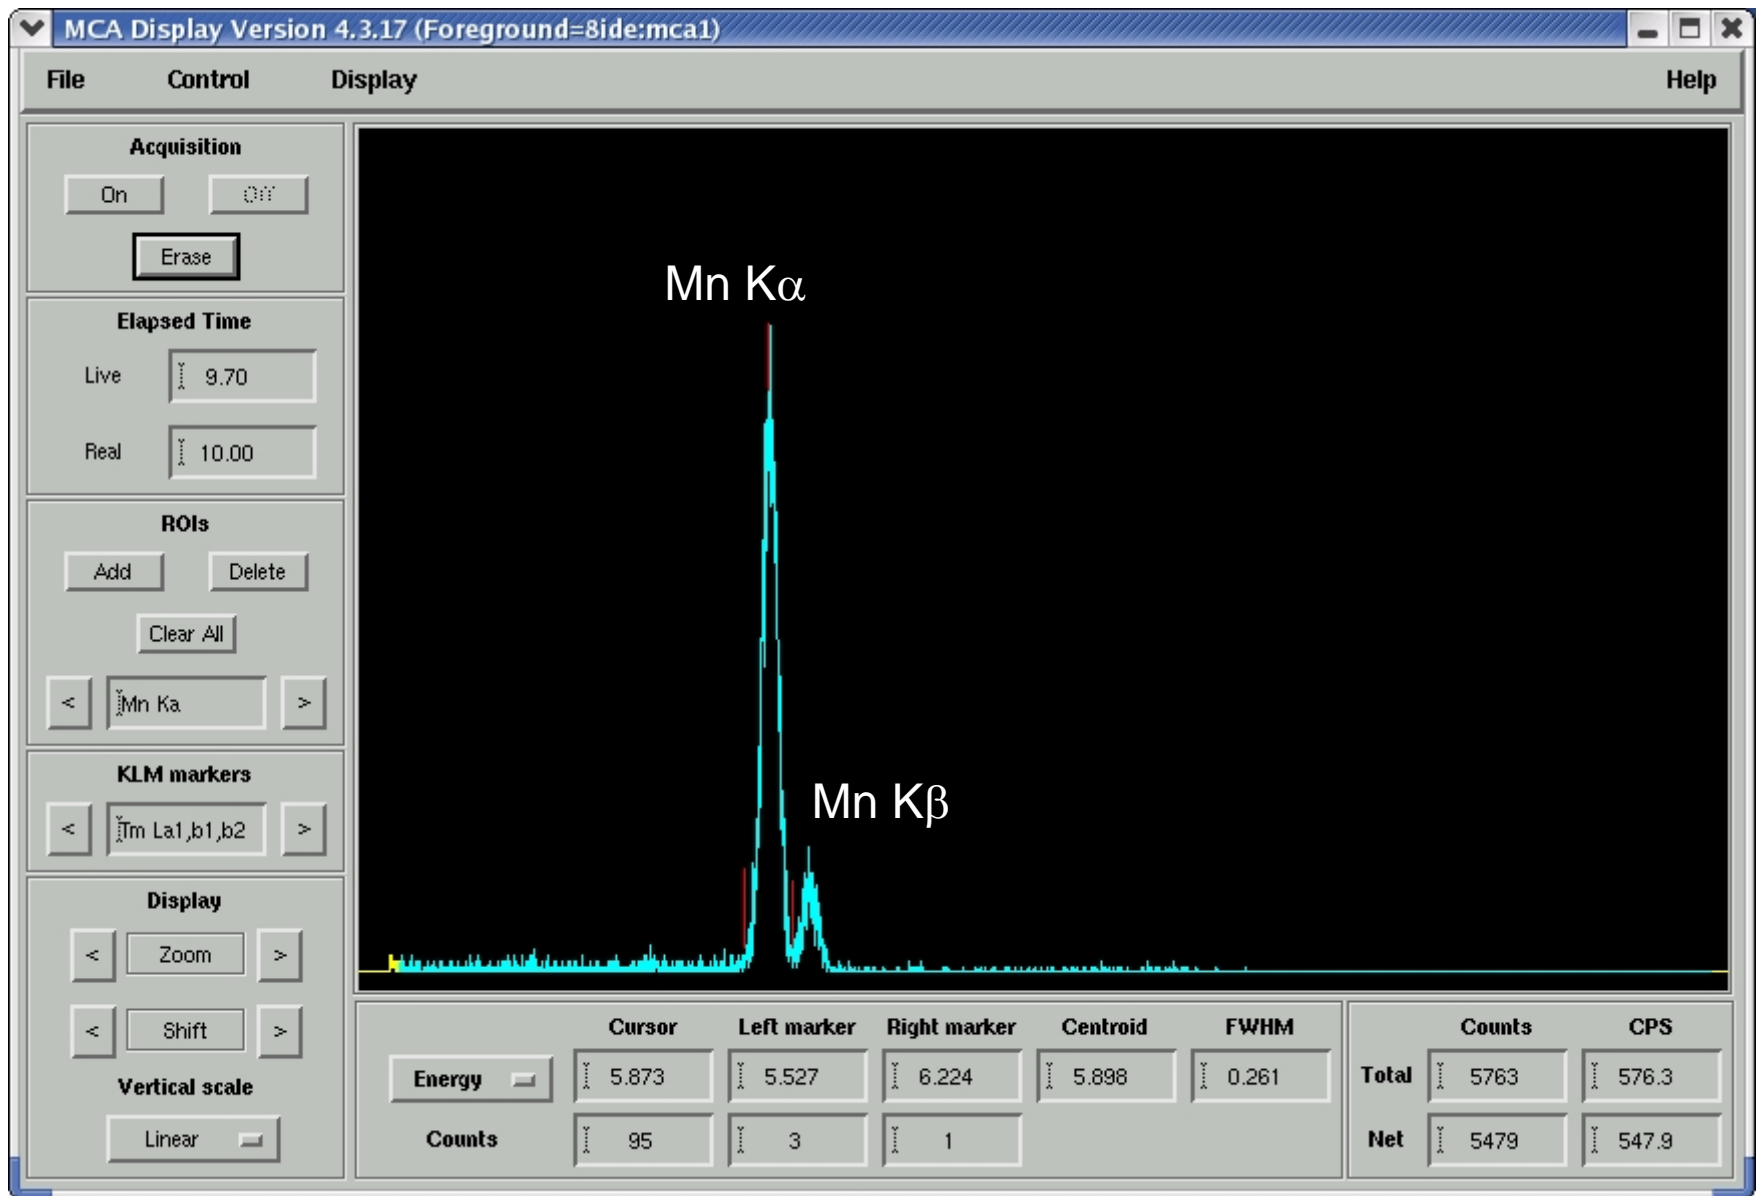 MCA Display Version 4.3.17 (Foreground=8ide:mca1)
File Control Display Help
Acquisition
On Off
Erase
Elapsed Time
Live 9.70
Real 10.00
ROIs
Add Delete
Clear All
< Mn Ka >
KLM markers
< Tm La1,b1,b2 >
Display
< Zoom >
< Shift >
Vertical scale
Linear
Mn Kα
Mn Kβ
Cursor Left marker Right marker Centroid FWHM
Energy 5.873 5.527 6.224 5.898 0.261
Counts 95 3 1
Counts CPS
Total 5763 576.3
Net 5479 547.9